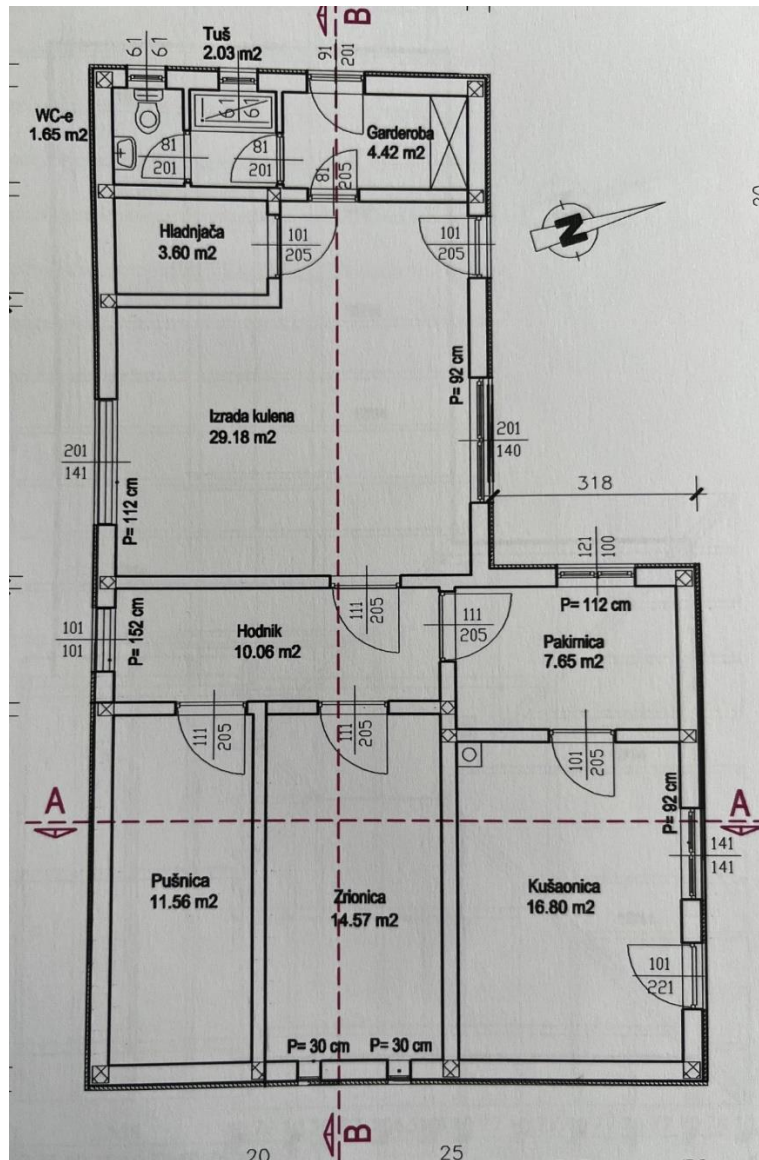 B
Tuš
2.03 m2
61
61
91
201
61
61
WC-e
1.65 m2
Garderoba
4.42 m2
81
201
81
201
81
205
Hladnjača
3.60 m2
101
205
101
205
N
20
P= 92 cm
Izrada kulena
29.18 m2
201
141
201
140
P= 112 cm
318
121
100
P= 112 cm
101
101
P= 152 cm
Hodnik
10.06 m2
111
205
111
205
Pakirnica
7.65 m2
111
205
111
205
101
205
A
A
P= 82 cm
141
141
Pušnica
11.56 m2
Zrionica
14.57 m2
Kušaonica
16.80 m2
101
221
P= 30 cm
P= 30 cm
B
20
25